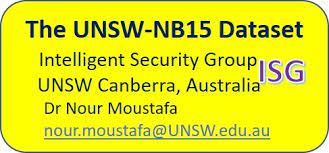 The UNSW-NB15 Dataset
Intelligent Security Group
ISG
UNSW Canberra, Australia
Dr Nour Moustafa
nour.moustafa@UNSW.edu.au